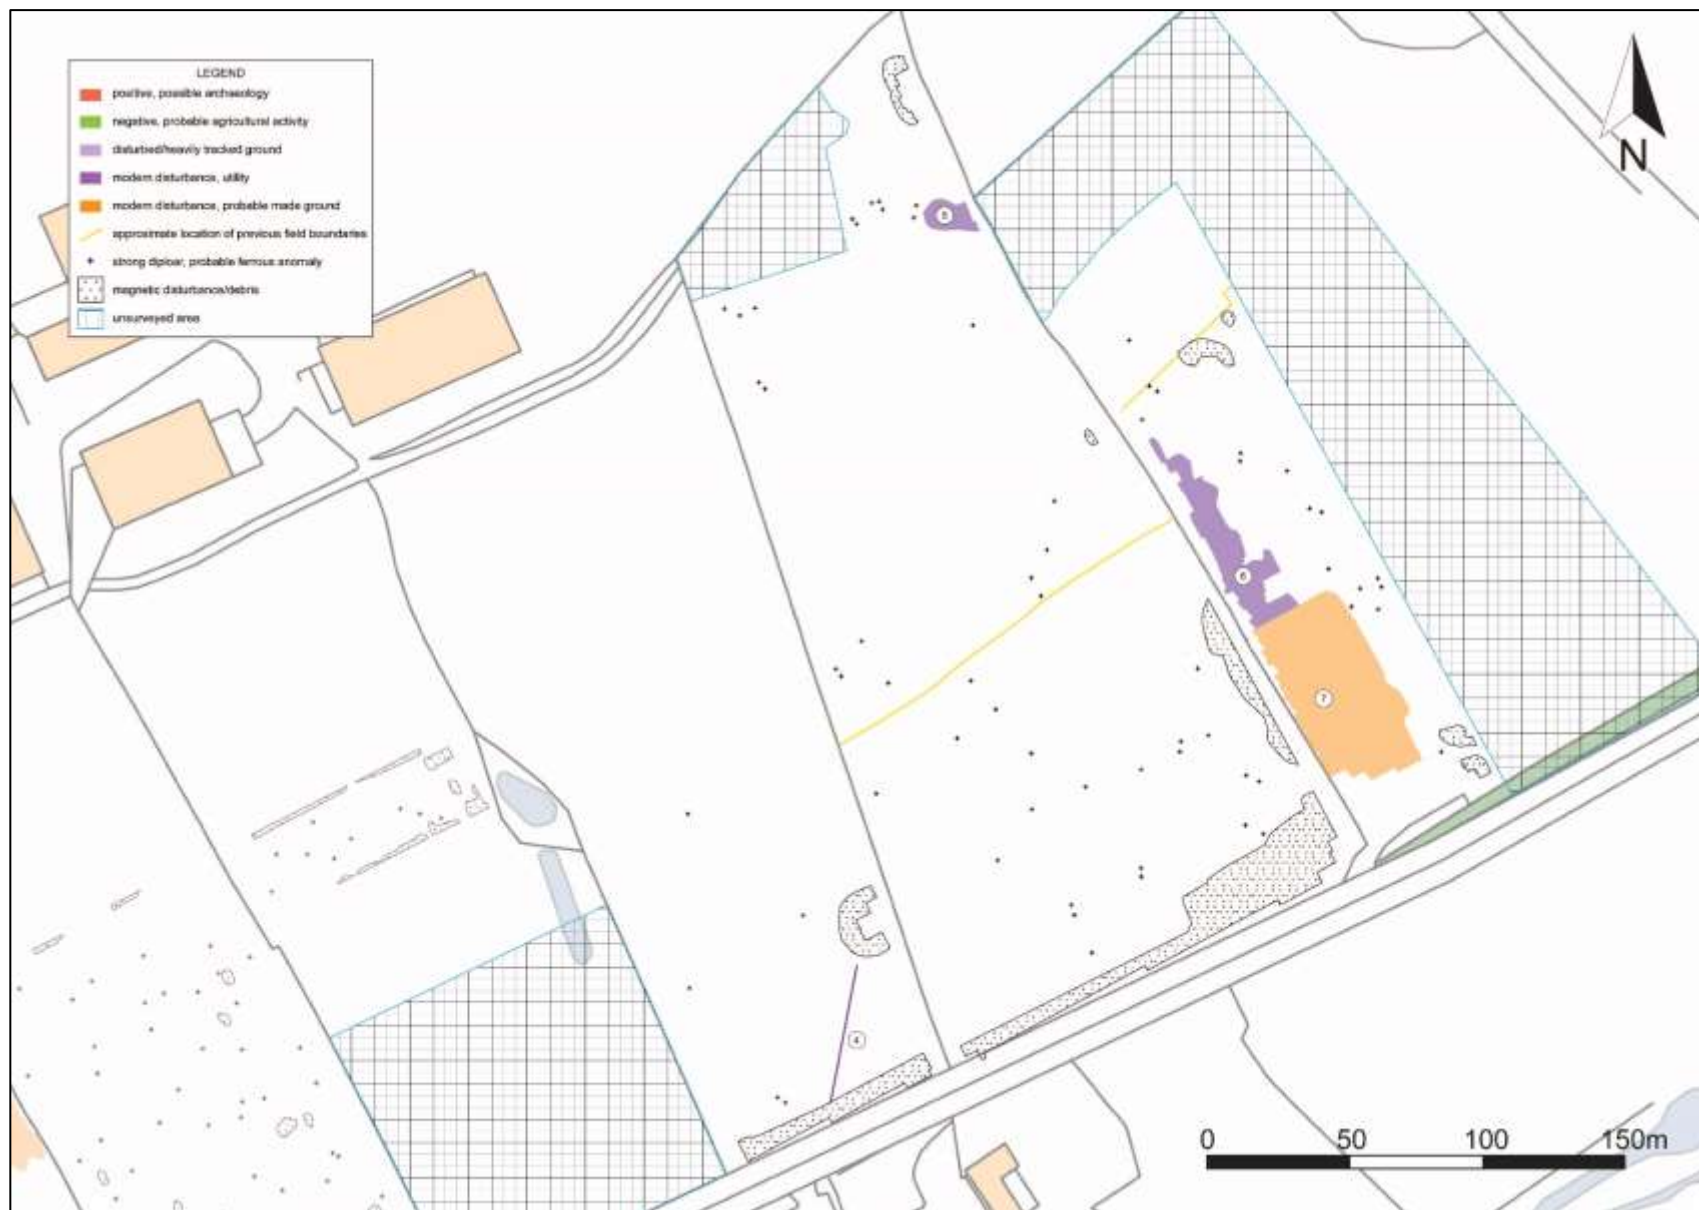 LEGEND
positive, possible archaeology
negative, probable agricultural activity
disturbed/heavily tracked ground
modern disturbance, utility
modern disturbance, probable made ground
approximate location of previous field boundaries
strong diploar, probable ferrous anomaly
magnetic disturbance/debris
unsurveyed area
N
6
7
4
0 50 100 150m